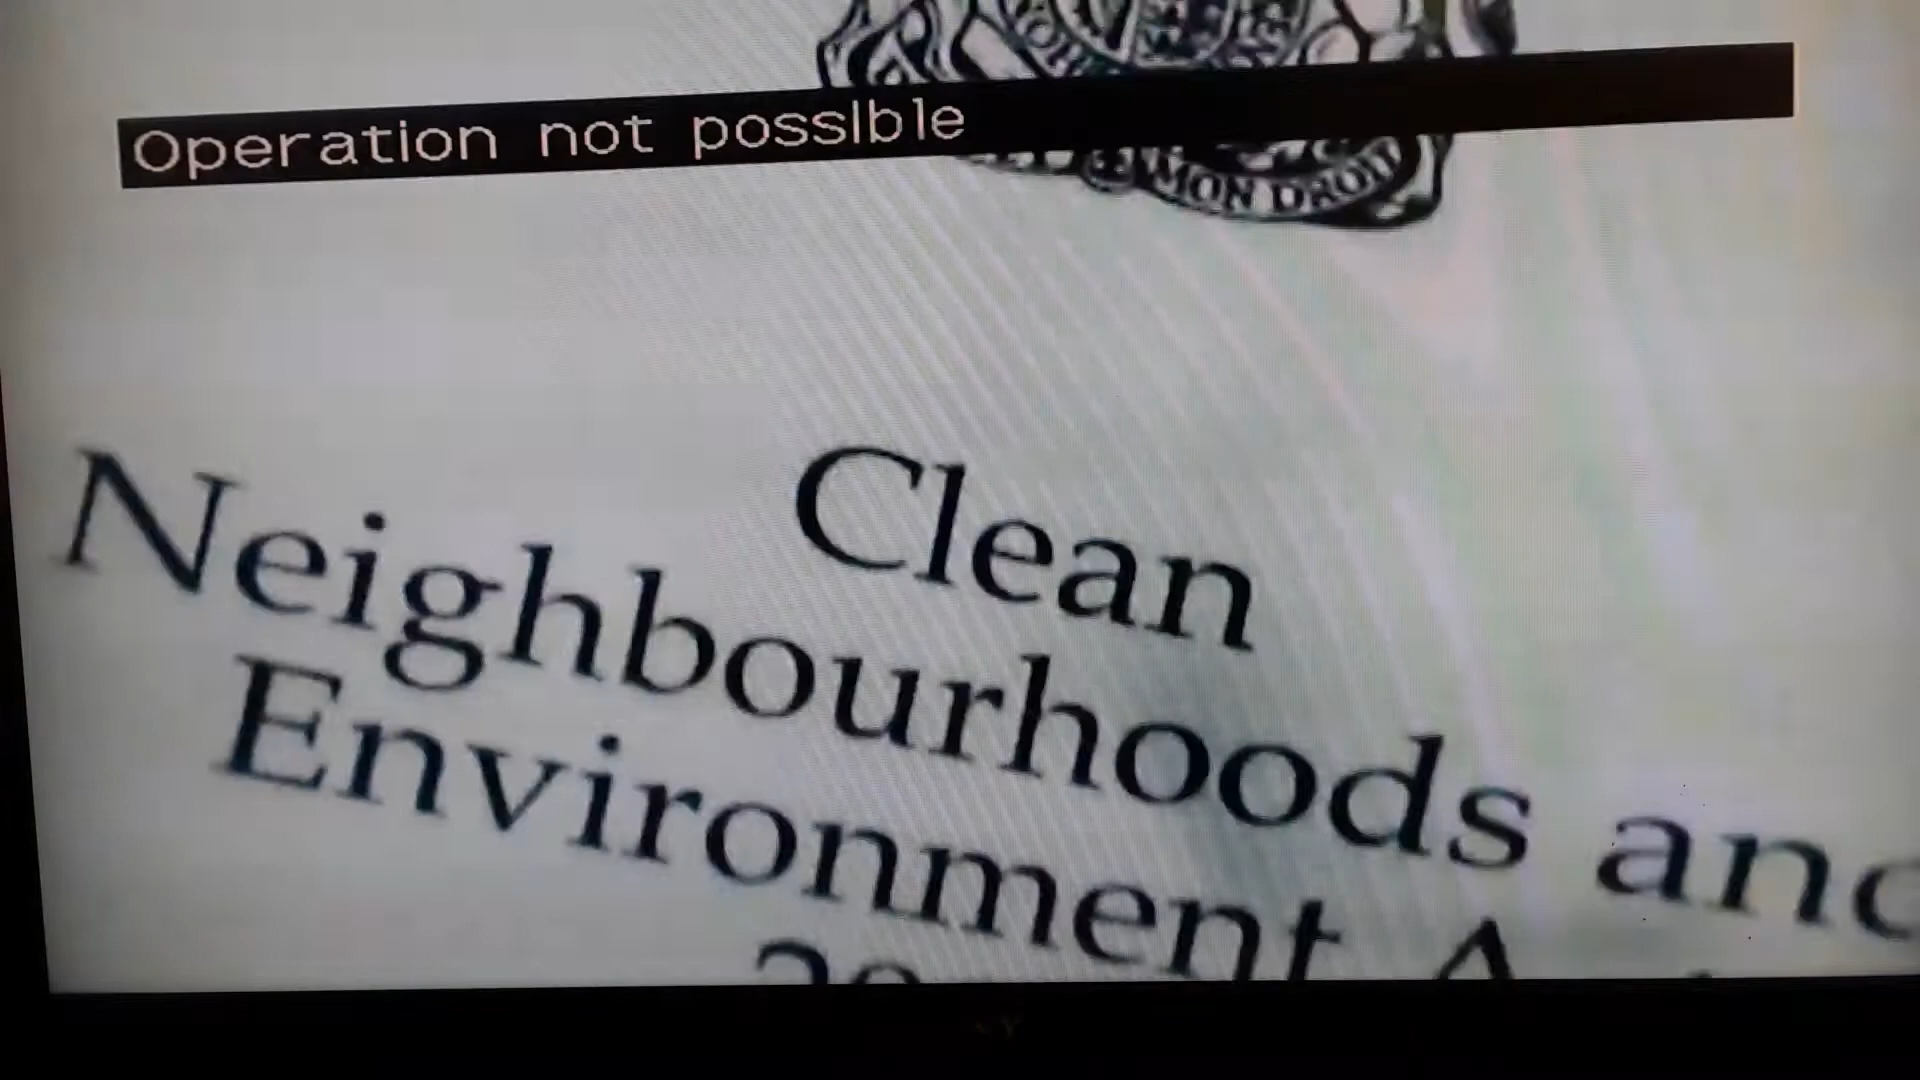 Operation not possible
MON DROIT
Clean
Neighbourhoods and
Environment